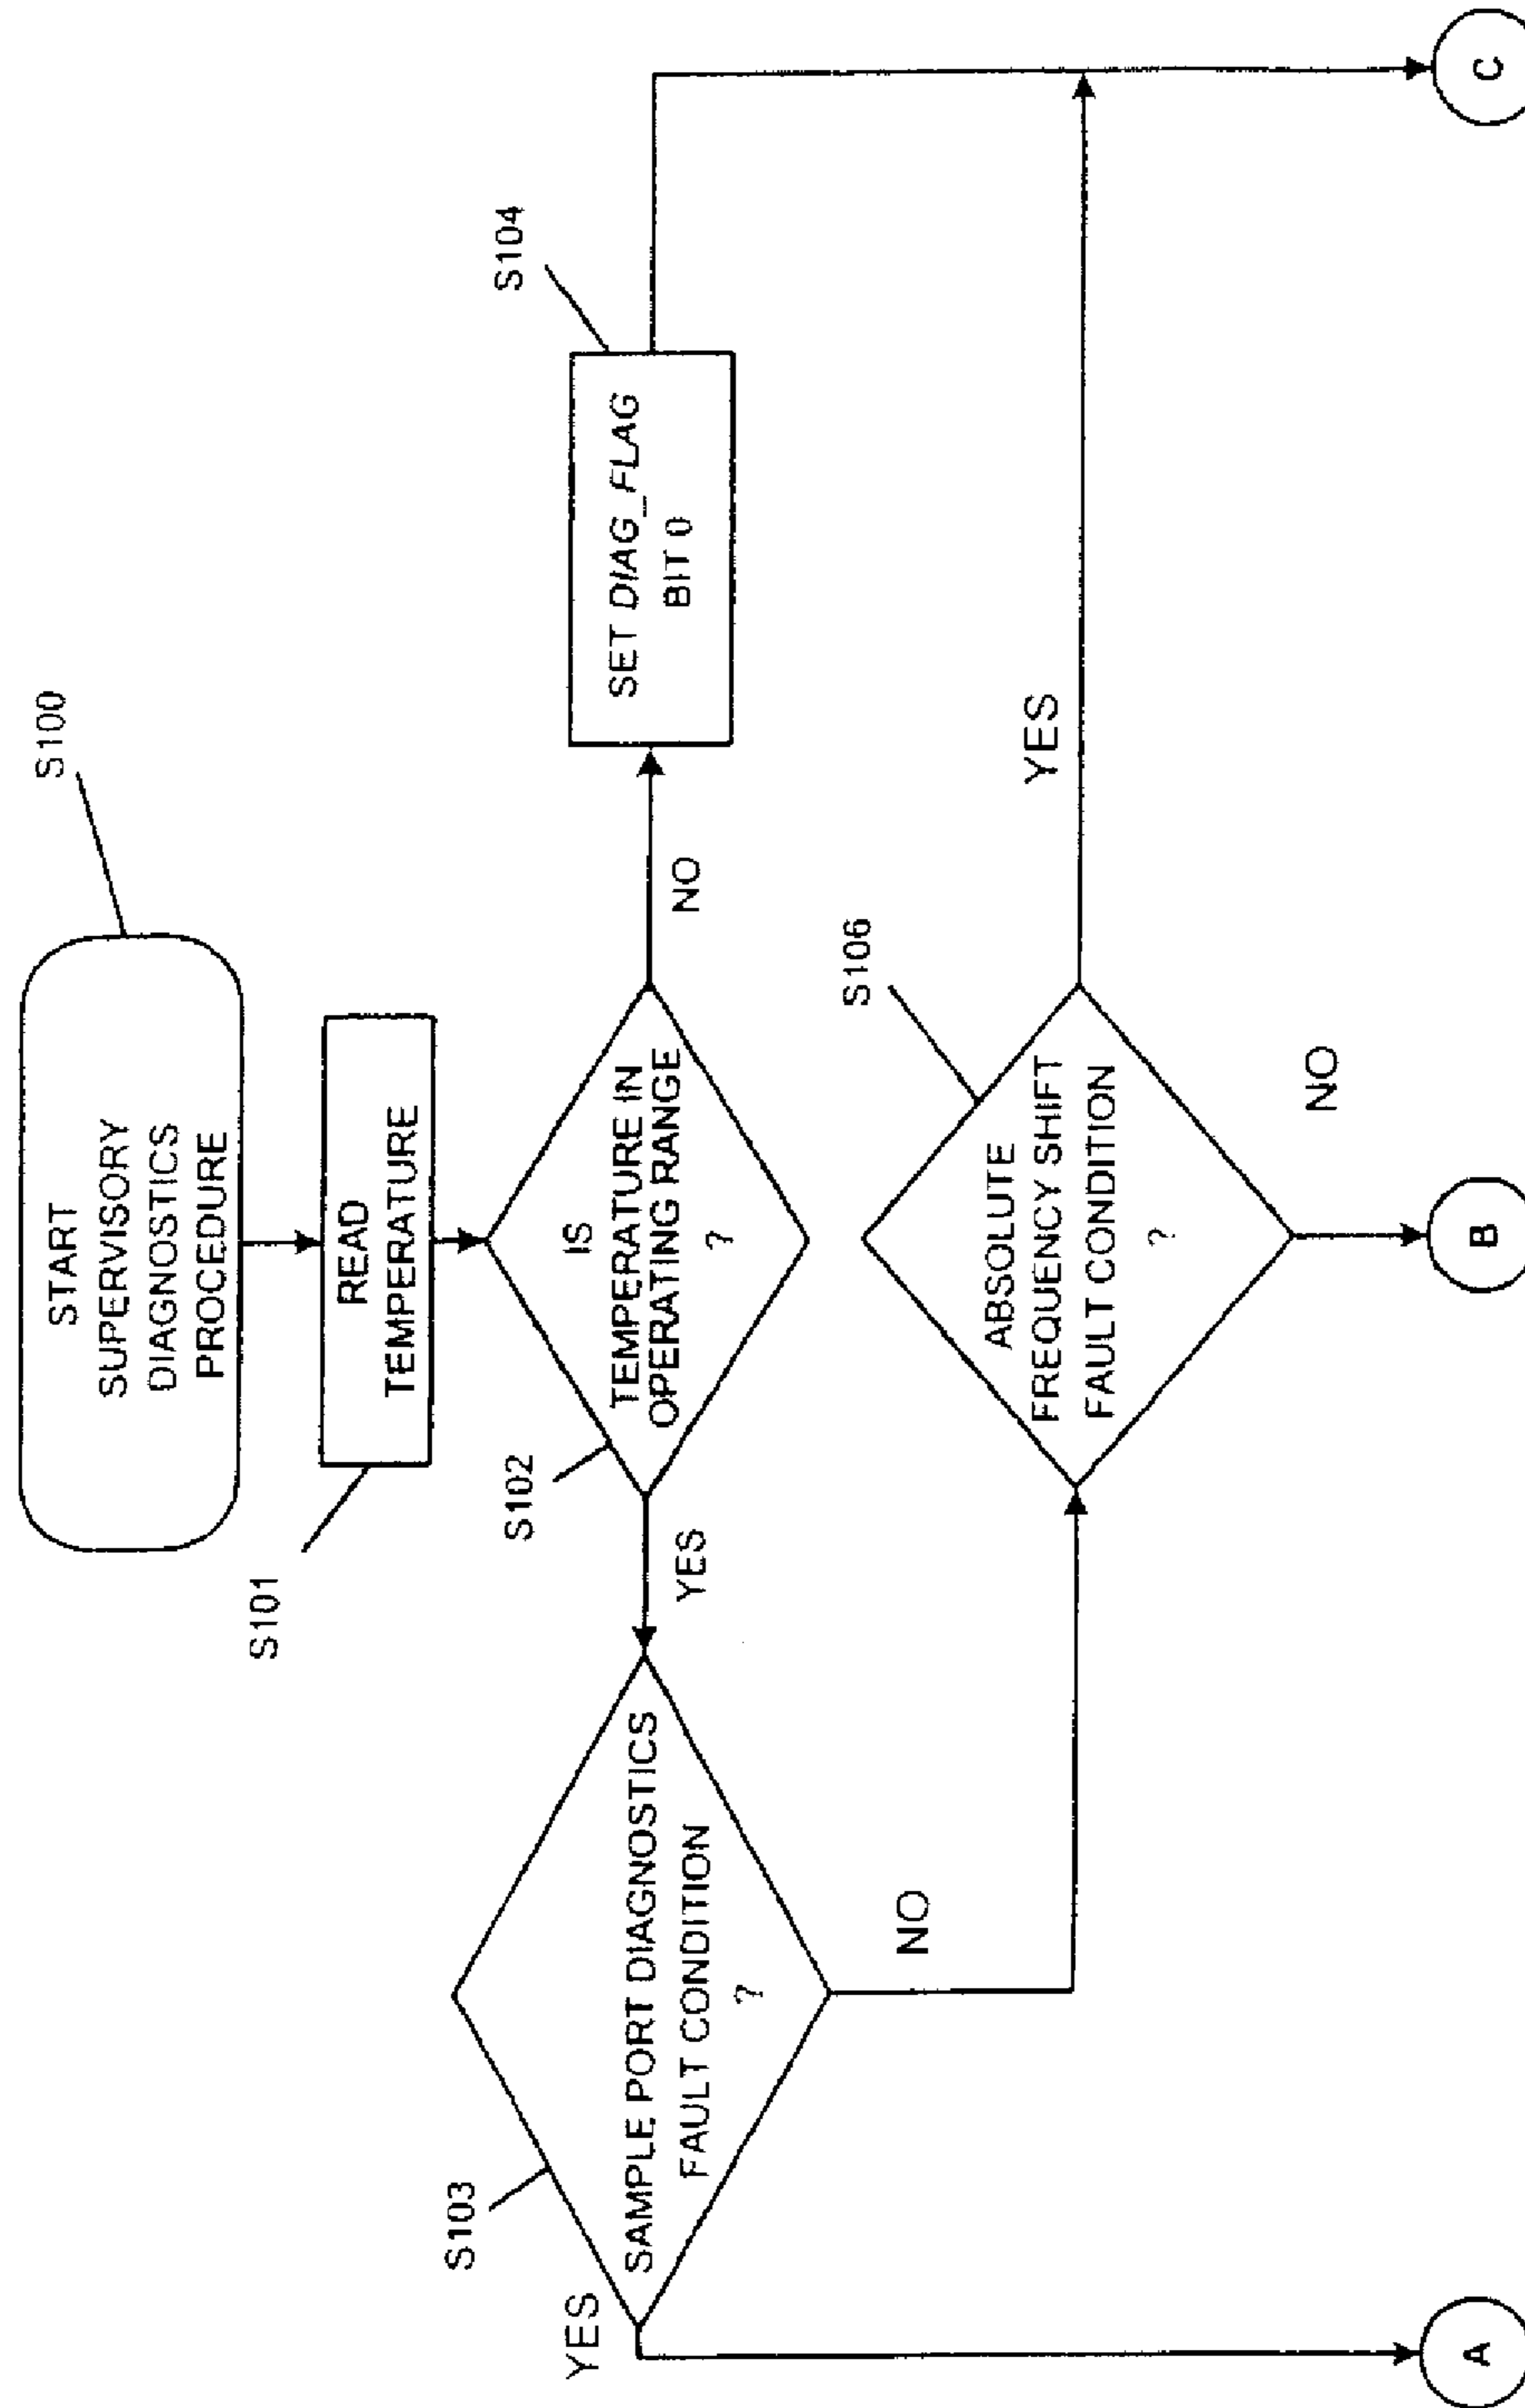 START
SUPERVISORY
DIAGNOSTICS
PROCEDURE
S100
READ
TEMPERATURE
S101
IS
TEMPERATURE IN
OPERATING RANGE
?
S102
YES
NO
SET DIAG_FLAG
BIT 0
S104
SAMPLE PORT DIAGNOSTICS
FAULT CONDITION
?
S103
YES
NO
ABSOLUTE
FREQUENCY SHIFT
FAULT CONDITION
?
S106
YES
NO
A
B
C